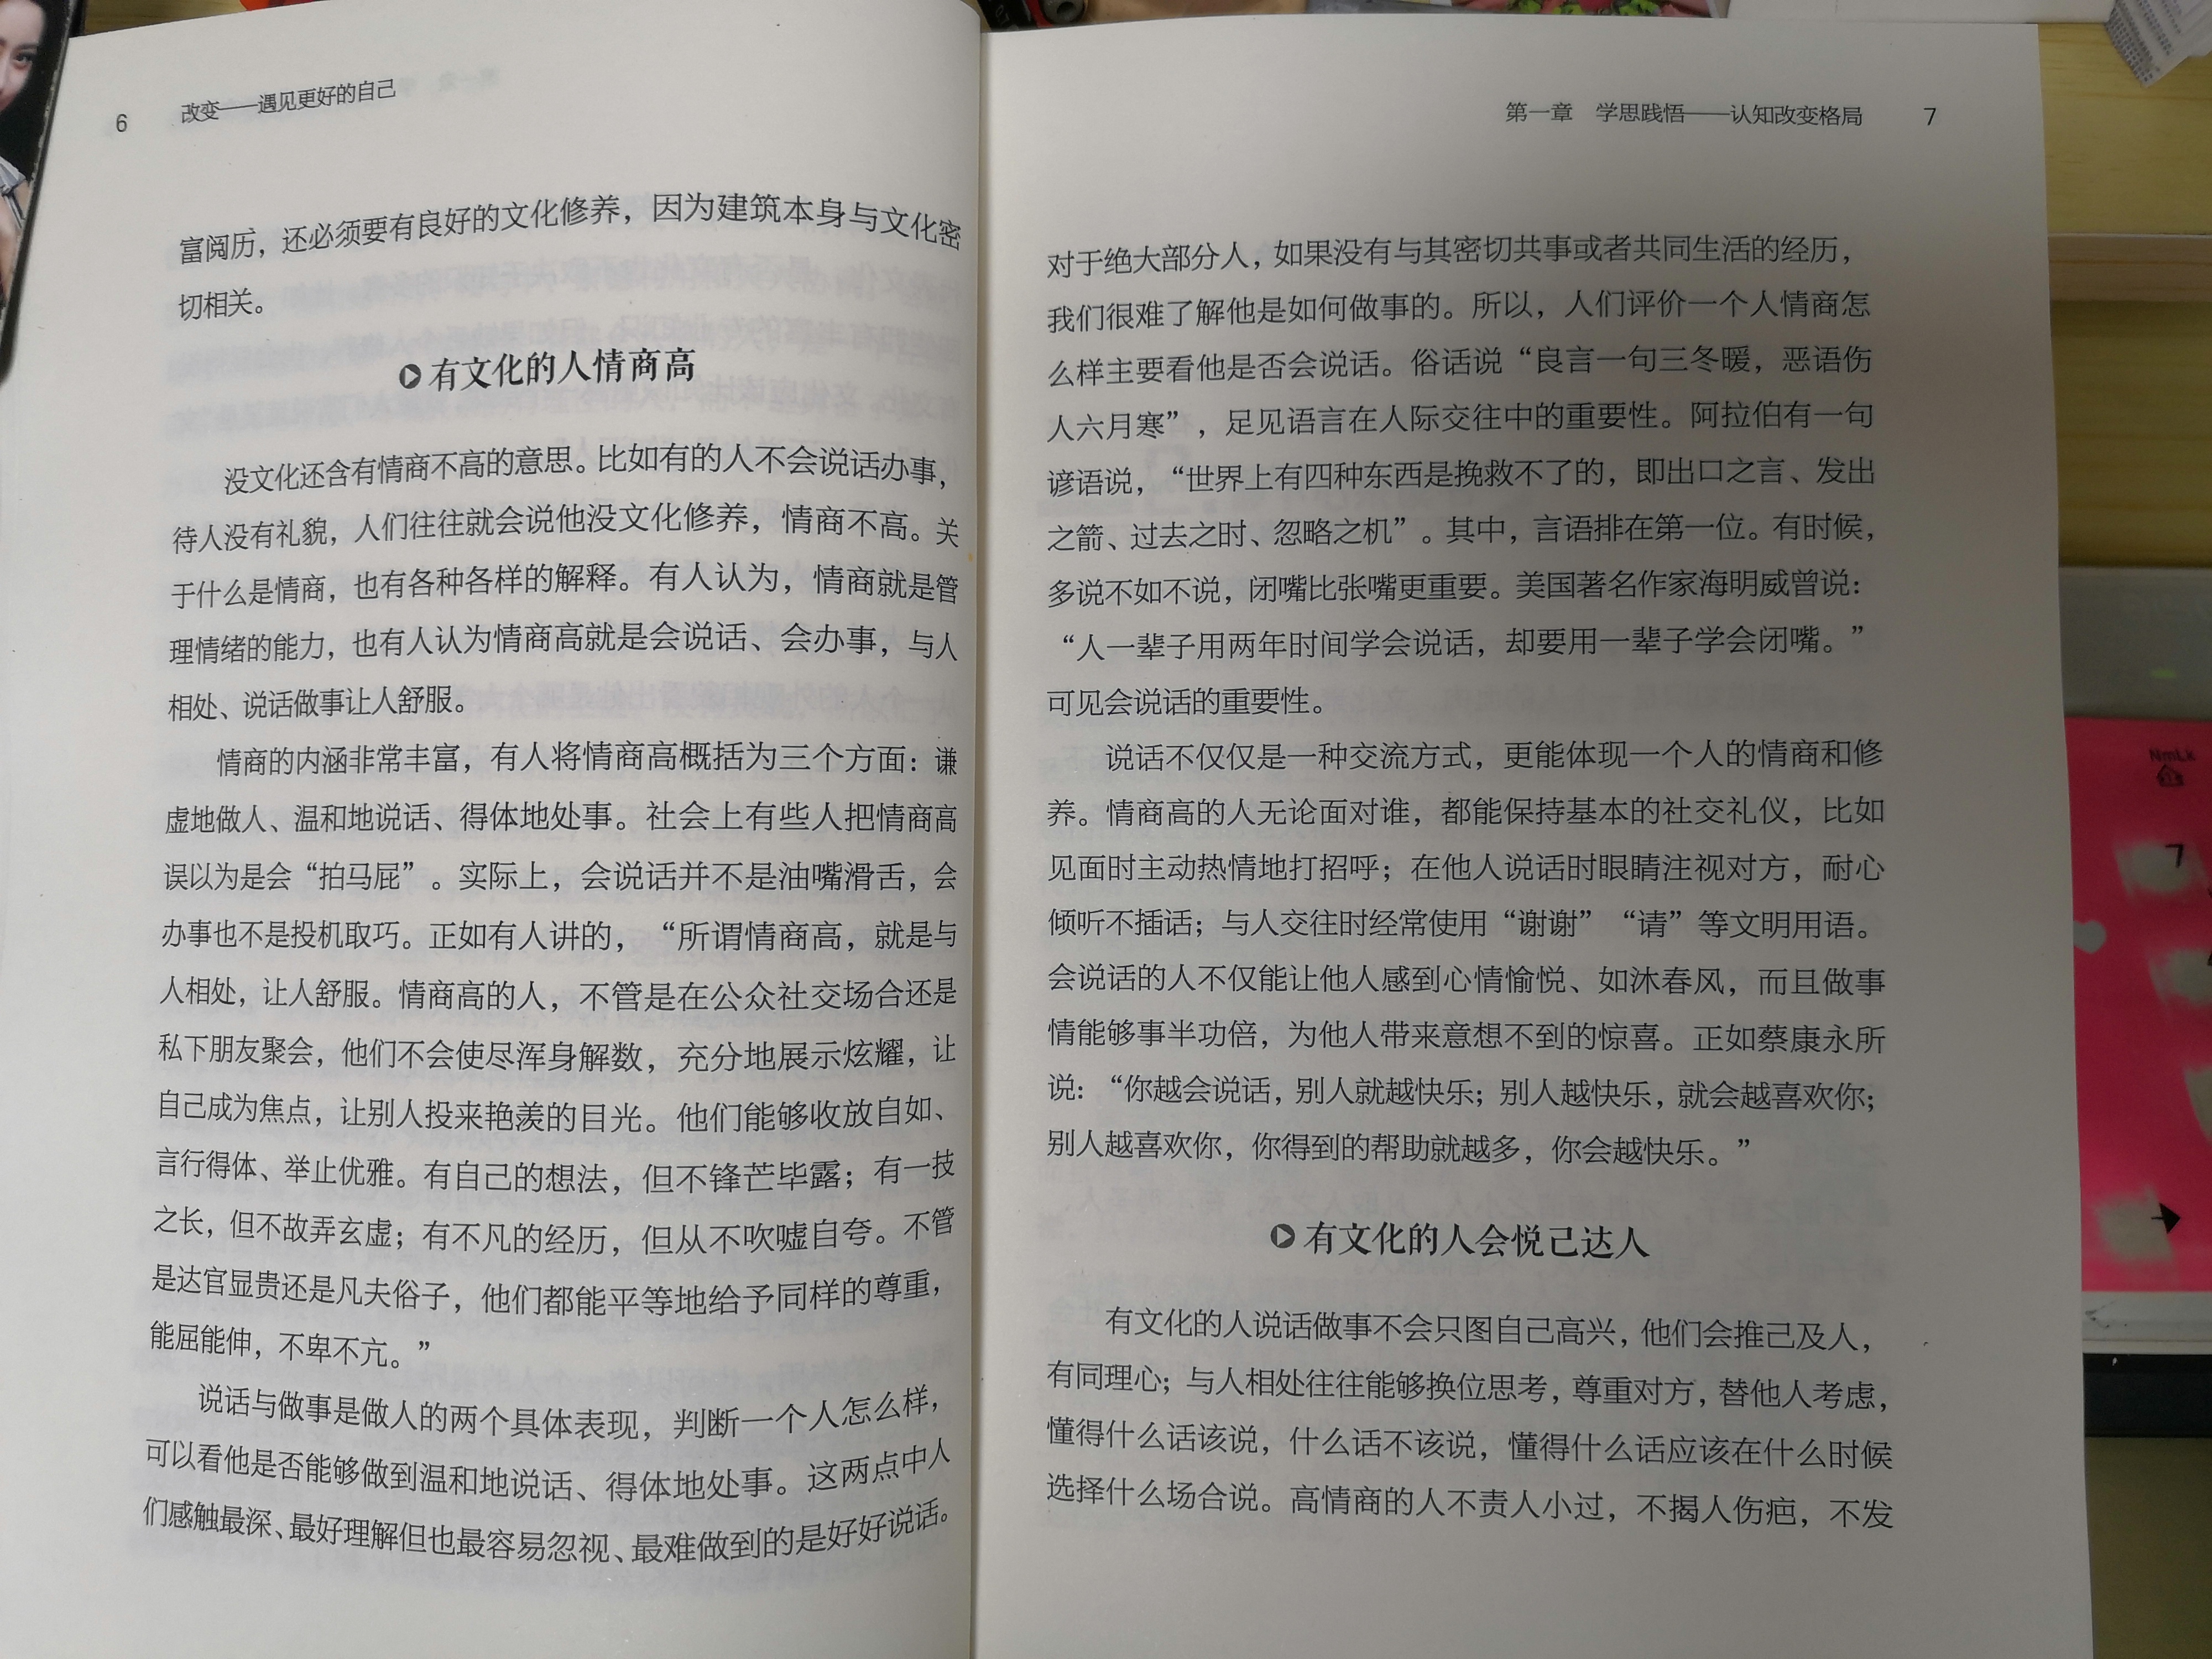 6 改变——遇见更好的自己
富阅历，还必须要有良好的文化修养，因为建筑本身与文化密
切相关。
有文化的人情商高
没文化还含有情商不高的意思。比如有的人不会说话办事，
待人没有礼貌，人们往往就会说他没文化修养，情商不高。关
于什么是情商，也有各种各样的解释。有人认为，情商就是管
理情绪的能力，也有人认为情商高就是会说话、会办事，与人
相处、说话做事让人舒服。
情商的内涵非常丰富，有人将情商高概括为三个方面：谦
虚地做人、温和地说话、得体地处事。社会上有些人把情商高
误以为是会“拍马屁”。实际上，会说话并不是油嘴滑舌，会
办事也不是投机取巧。正如有人讲的，“所谓情商高，就是与
人相处，让人舒服。情商高的人，不管是在公众社交场合还是
私下朋友聚会，他们不会使尽浑身解数，充分地展示炫耀，让
自己成为焦点，让别人投来艳羡的目光。他们能够收放自如、
言行得体、举止优雅。有自己的想法，但不锋芒毕露；有一技
之长，但不故弄玄虚；有不凡的经历，但从不吹嘘自夸。不管
是达官显贵还是凡夫俗子，他们都能平等地给予同样的尊重，
能屈能伸，不卑不亢。”
说话与做事是做人的两个具体表现，判断一个人怎么样，
可以看他是否能够做到温和地说话、得体地处事。这两点中人
们感触最深、最好理解但也最容易忽视、最难做到的是好好说话。
第一章 学思践悟——认知改变格局 7
对于绝大部分人，如果没有与其密切共事或者共同生活的经历，
我们很难了解他是如何做事的。所以，人们评价一个人情商怎
么样主要看他是否会说话。俗话说“良言一句三冬暖，恶语伤
人六月寒”，足见语言在人际交往中的重要性。阿拉伯有一句
谚语说，“世界上有四种东西是挽救不了的，即出口之言、发出
之箭、过去之时、忽略之机”。其中，言语排在第一位。有时候，
多说不如不说，闭嘴比张嘴更重要。美国著名作家海明威曾说：
“人一辈子用两年时间学会说话，却要用一辈子学会闭嘴。”
可见会说话的重要性。
说话不仅仅是一种交流方式，更能体现一个人的情商和修
养。情商高的人无论面对谁，都能保持基本的社交礼仪，比如
见面时主动热情地打招呼；在他人说话时眼睛注视对方，耐心
倾听不插话；与人交往时经常使用“谢谢”“请”等文明用语。
会说话的人不仅能让他人感到心情愉悦、如沐春风，而且做事
情能够事半功倍，为他人带来意想不到的惊喜。正如蔡康永所
说：“你越会说话，别人就越快乐；别人越快乐，就会越喜欢你；
别人越喜欢你，你得到的帮助就越多，你会越快乐。”
有文化的人会悦己达人
有文化的人说话做事不会只图自己高兴，他们会推己及人，
有同理心；与人相处往往能够换位思考，尊重对方，替他人考虑，
懂得什么话该说，什么话不该说，懂得什么话应该在什么时候
选择什么场合说。高情商的人不责人小过，不揭人伤疤，不发
NmLk
7